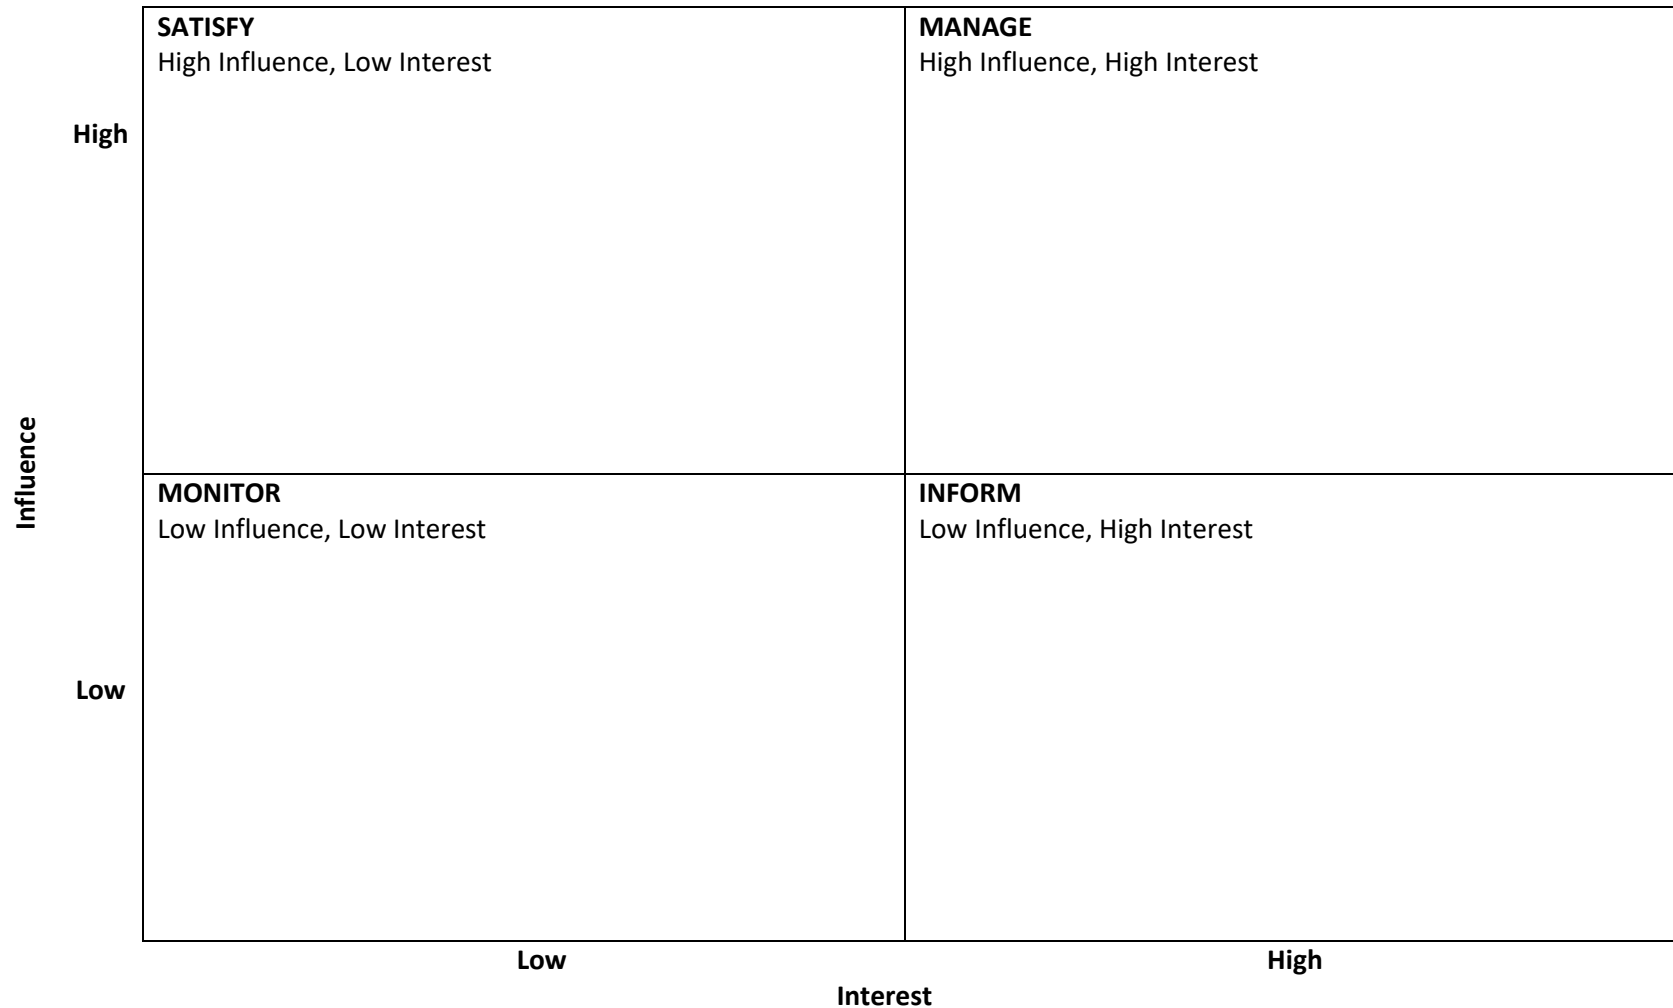 SATISFY
High Influence, Low Interest
MANAGE
High Influence, High Interest
High
Influence
MONITOR
Low Influence, Low Interest
INFORM
Low Influence, High Interest
Low
Low
High
Interest